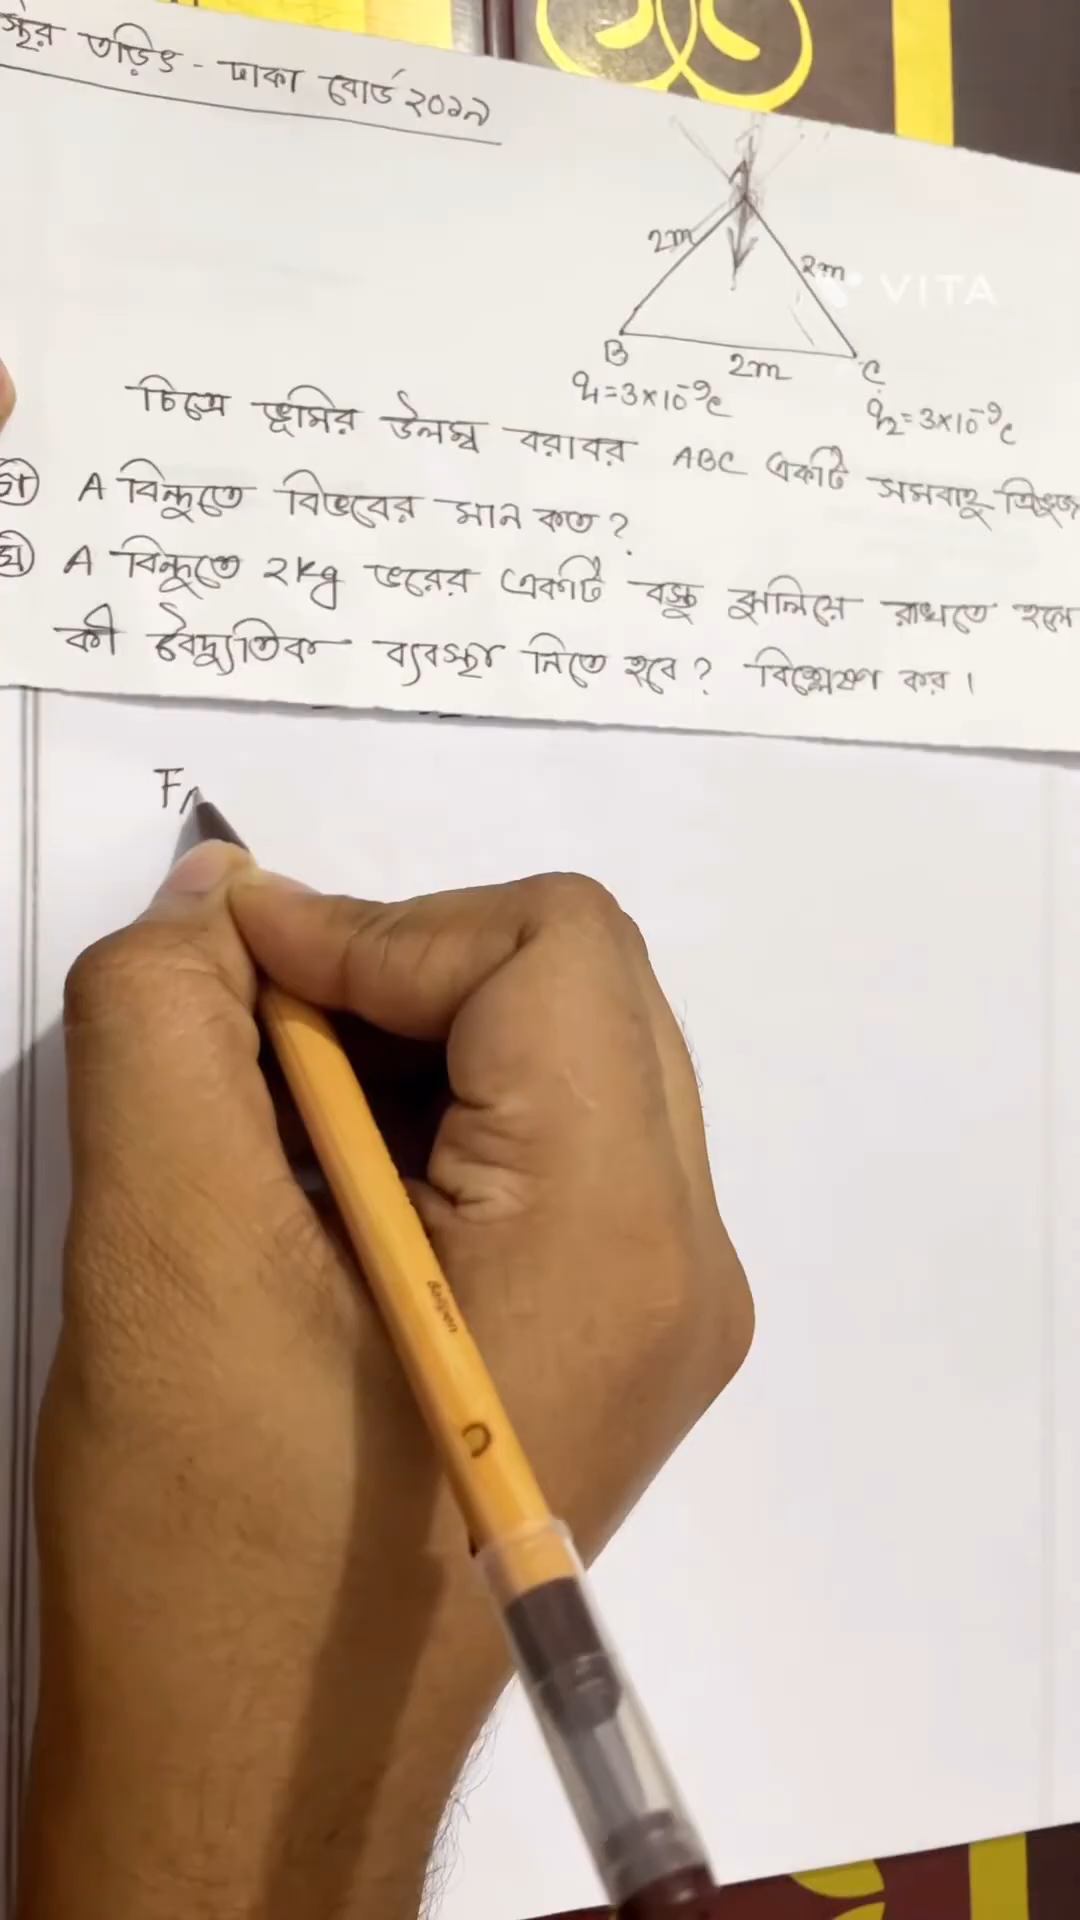 স্থির তড়িৎ - ঢাকা বোর্ড ২০১৯
A
2m
2m
VITA
B
2m
C
q₁=3×10⁻⁹c
q₂=3×10⁻⁹c
চিত্রে ভূমির উলম্ব বরাবর ABC একটি সমবাহু ত্রিভুজ
গ) A বিন্দুতে বিভবের মান কত?
ঘ) A বিন্দুতে 2kg ভরের একটি বস্তু ঝুলিয়ে রাখতে হলে
কী বৈদ্যুতিক ব্যবস্থা নিতে হবে? বিশ্লেষণ কর।
F